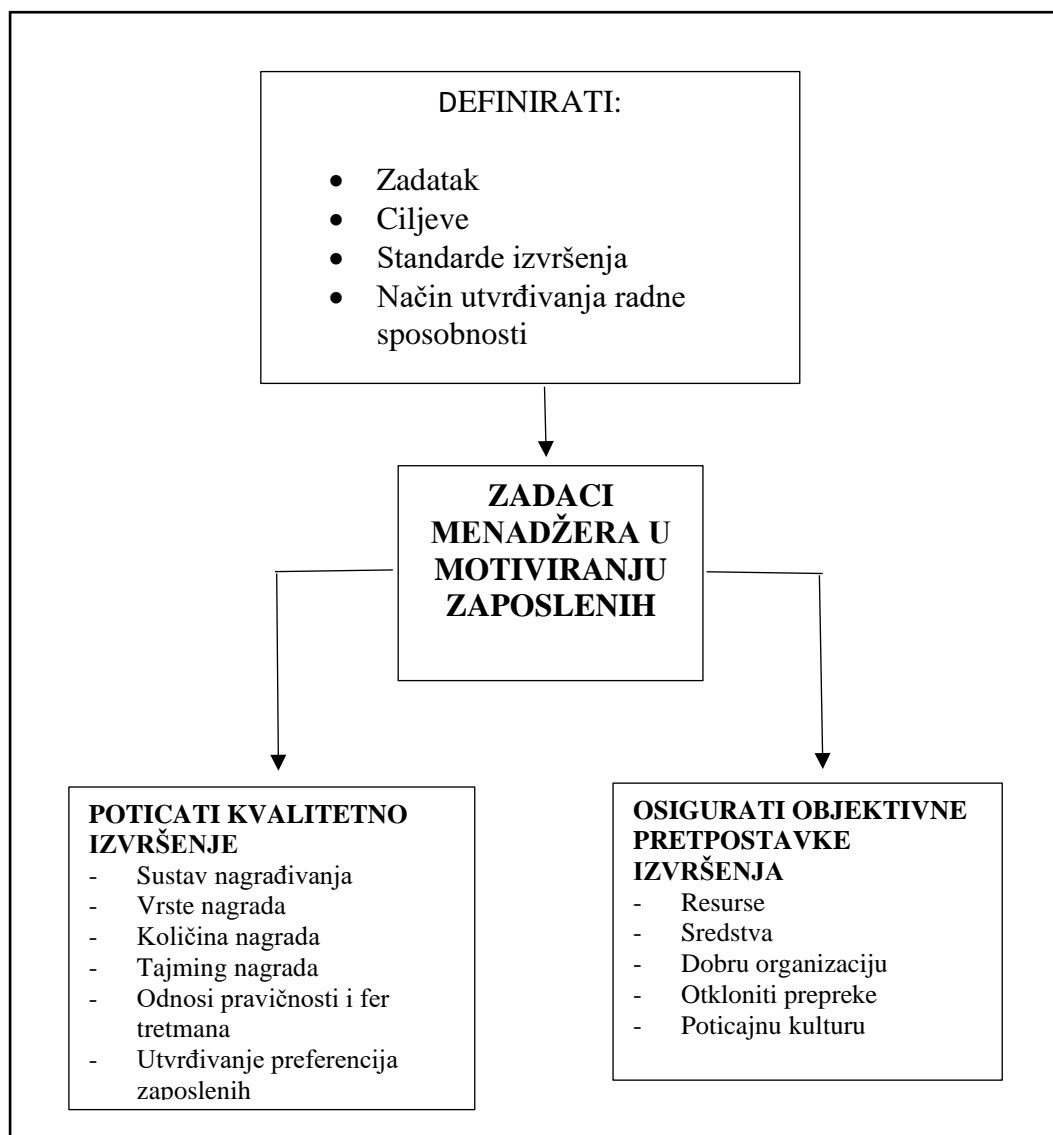 DEFINIRATI:
• Zadatak
• Ciljeve
• Standarde izvršenja
• Način utvrđivanja radne
sposobnosti
ZADACI
MENADŽERA U
MOTIVIRANJU
ZAPOSLENIH
POTICATI KVALITETNO
IZVRŠENJE
- Sustav nagrađivanja
- Vrste nagrada
- Količina nagrada
- Tajming nagrada
- Odnosi pravičnosti i fer
tretmana
- Utvrđivanje preferencija
zaposlenih
OSIGURATI OBJEKTIVNE
PRETPOSTAVKE
IZVRŠENJA
- Resurse
- Sredstva
- Dobru organizaciju
- Otkloniti prepreke
- Poticajnu kulturu